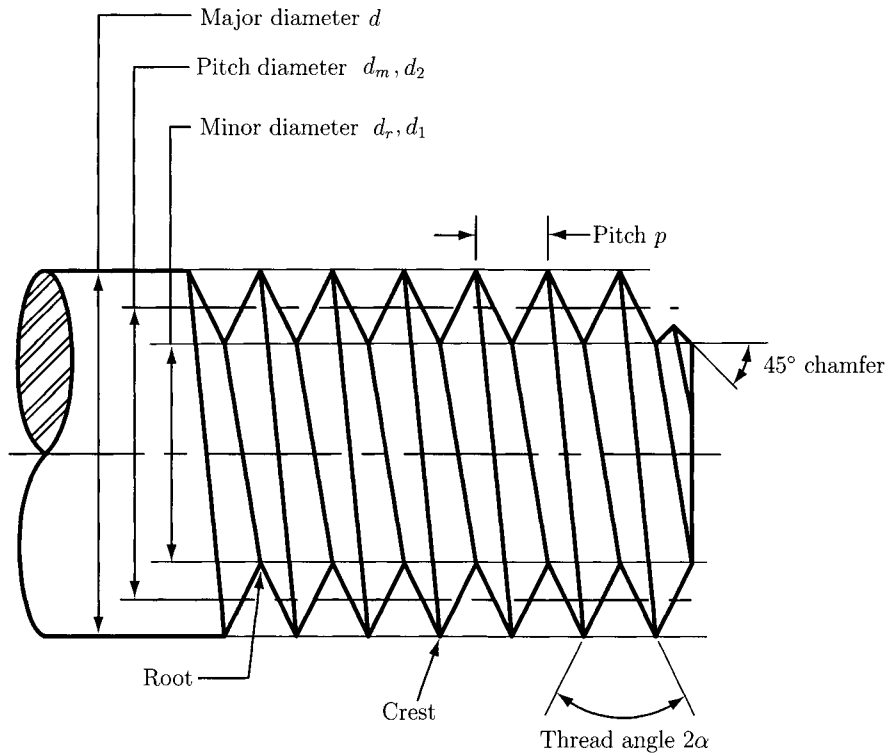 Major diameter d
Pitch diameter d_m, d_2
Minor diameter d_r, d_1
Pitch p
45° chamfer
Root
Crest
Thread angle 2α